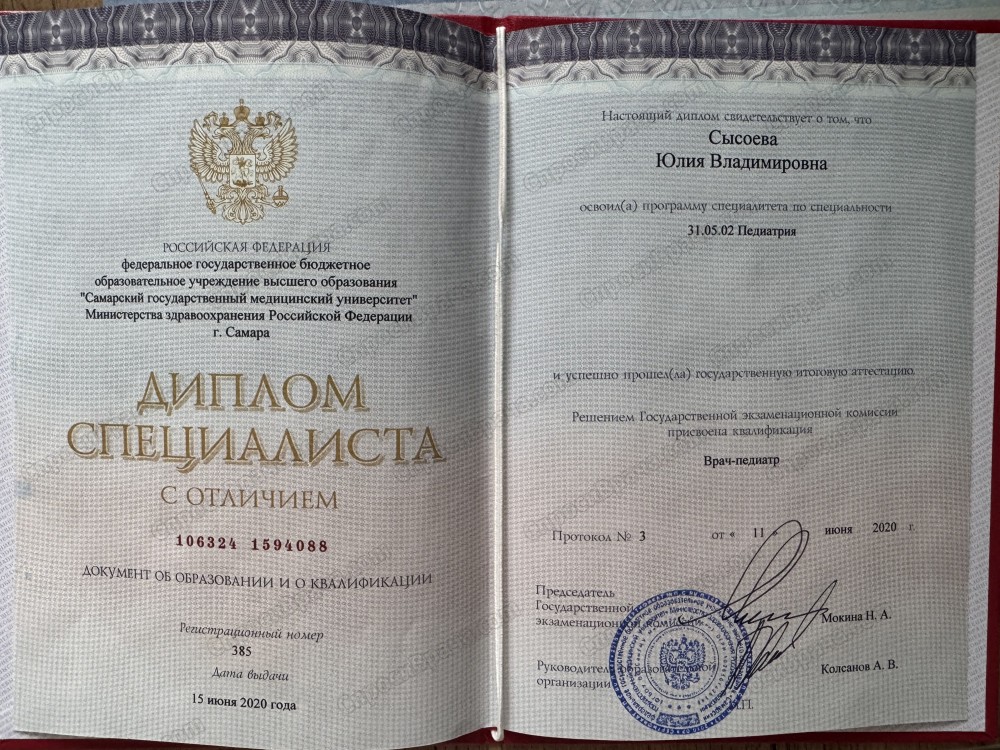 РОССИЙСКАЯ ФЕДЕРАЦИЯ
федеральное государственное бюджетное
образовательное учреждение высшего образования
"Самарский государственный медицинский университет"
Министерства здравоохранения Российской Федерации
г. Самара
ДИПЛОМ
СПЕЦИАЛИСТА
С ОТЛИЧИЕМ
106324 1594088
ДОКУМЕНТ ОБ ОБРАЗОВАНИИ И О КВАЛИФИКАЦИИ
Регистрационный номер
385
Дата выдачи
15 июня 2020 года
Настоящий диплом свидетельствует о том, что
Сысоева
Юлия Владимировна
освоил(а) программу специалитета по специальности
31.05.02 Педиатрия
и успешно прошел(ла) государственную итоговую аттестацию
Решением Государственной экзаменационной комиссии
присвоена квалификация
Врач-педиатр
Протокол № 3 от « 11 » июня 2020 г.
Председатель
Государственной
экзаменационной комиссии
Мокина Н. А.
Руководитель образовательной
организации
Колсанов А. В.
М.П.